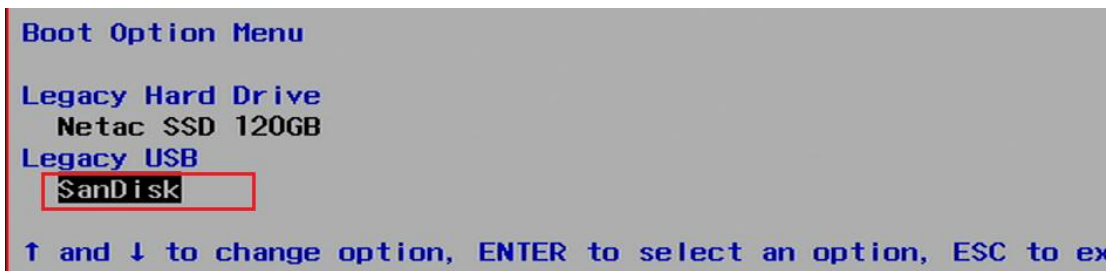 Boot Option Menu
Legacy Hard Drive
Netac SSD 120GB
Legacy USB
SanDisk
↑ and ↓ to change option, ENTER to select an option, ESC to ex